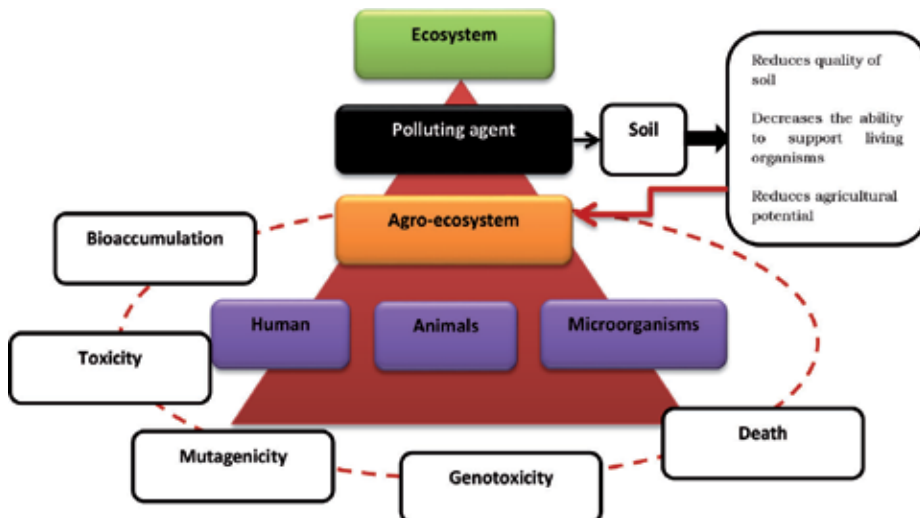 Ecosystem
Polluting agent
Soil
Reduces quality of
soil
Decreases the ability
to support living
organisms
Reduces agricultural
potential
Agro-ecosystem
Bioaccumulation
Human
Animals
Microorganisms
Toxicity
Death
Mutagenicity
Genotoxicity